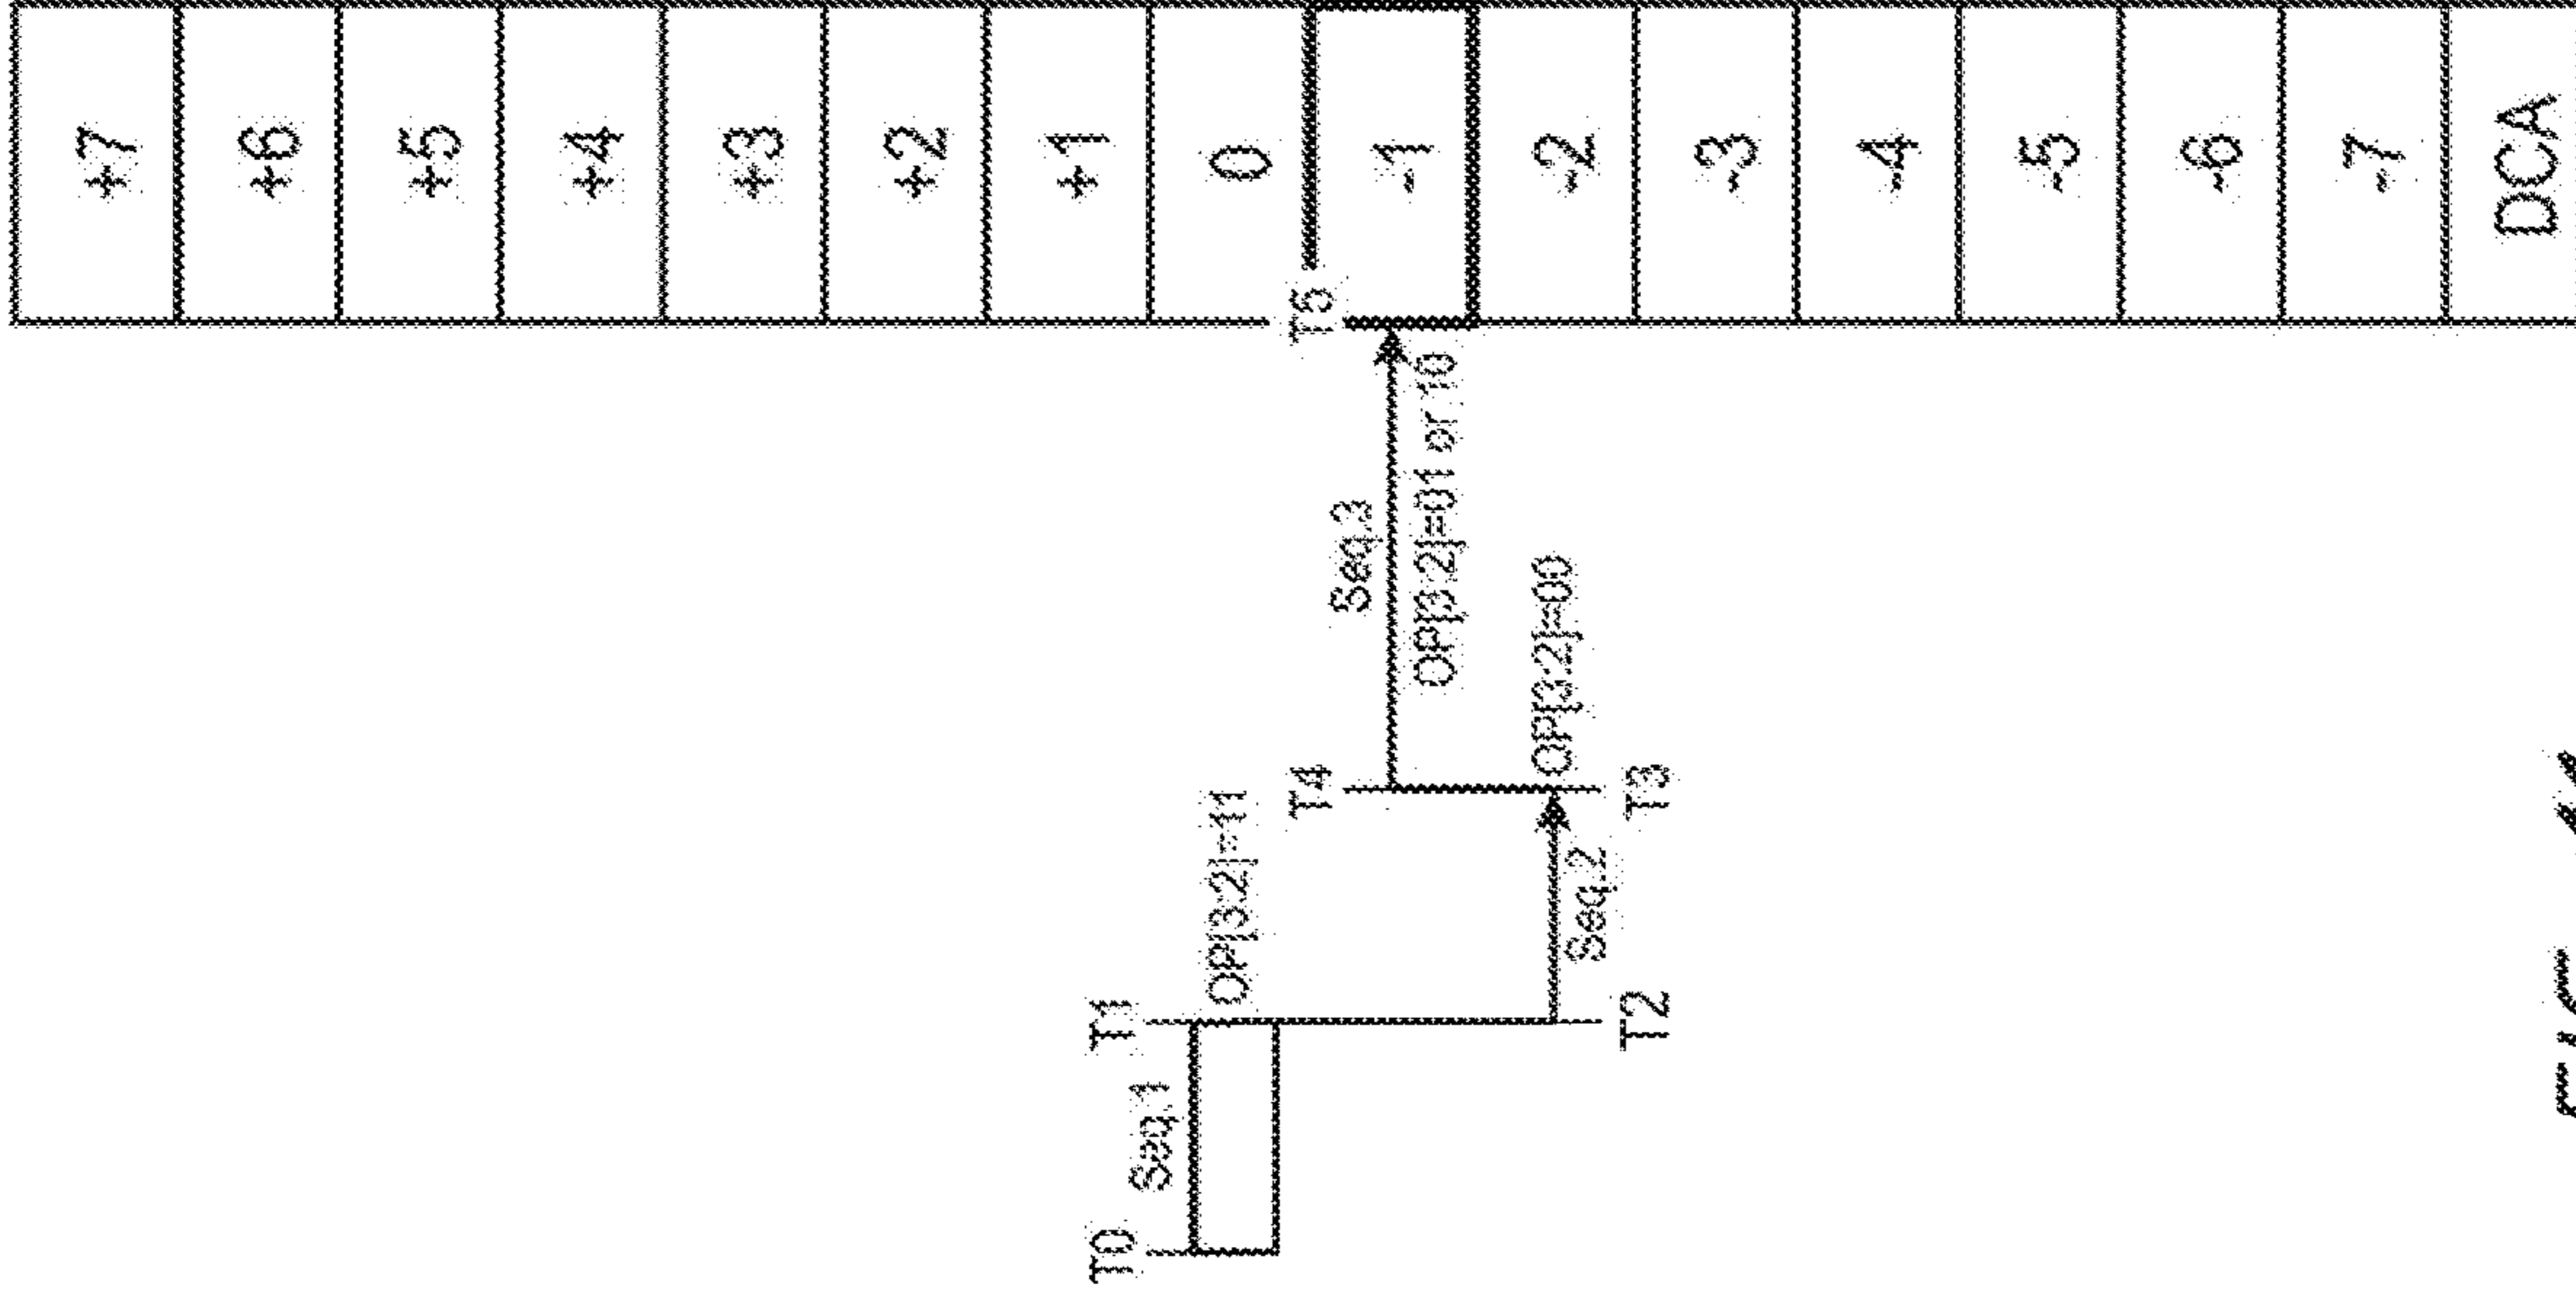 +7
+6
+5
+4
+3
+2
+1
0
-1
-2
-3
-4
-5
-6
-7
DCA
T5
Seq.3
OP[3:2]=01 or 10
OP[3:2]=00
T4
T3
OP[3:2]=11
Seq.2
T1
T2
Seq.1
T0